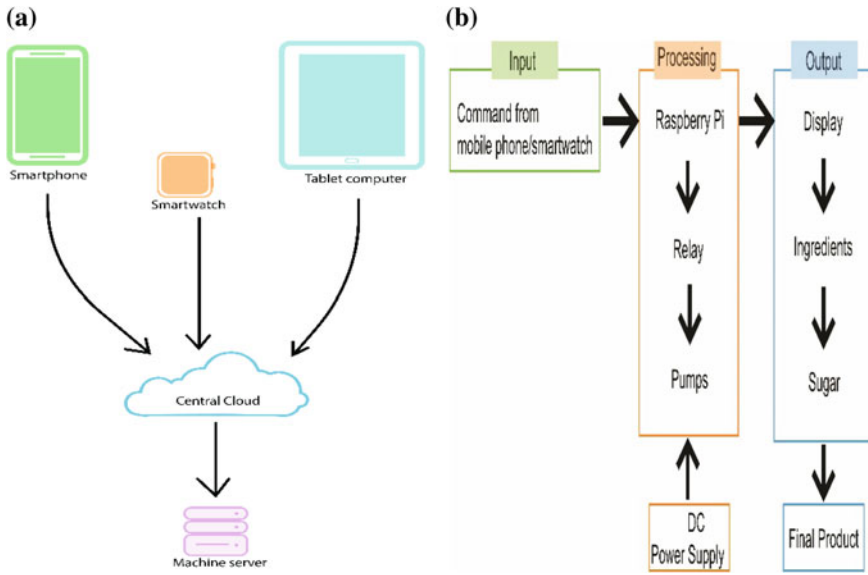 (a)
Smartphone
Smartwatch
Tablet computer
Central Cloud
Machine server
(b)
Input
Command from
mobile phone/smartwatch
Processing
Raspberry Pi
Relay
Pumps
DC
Power Supply
Output
Display
Ingredients
Sugar
Final Product